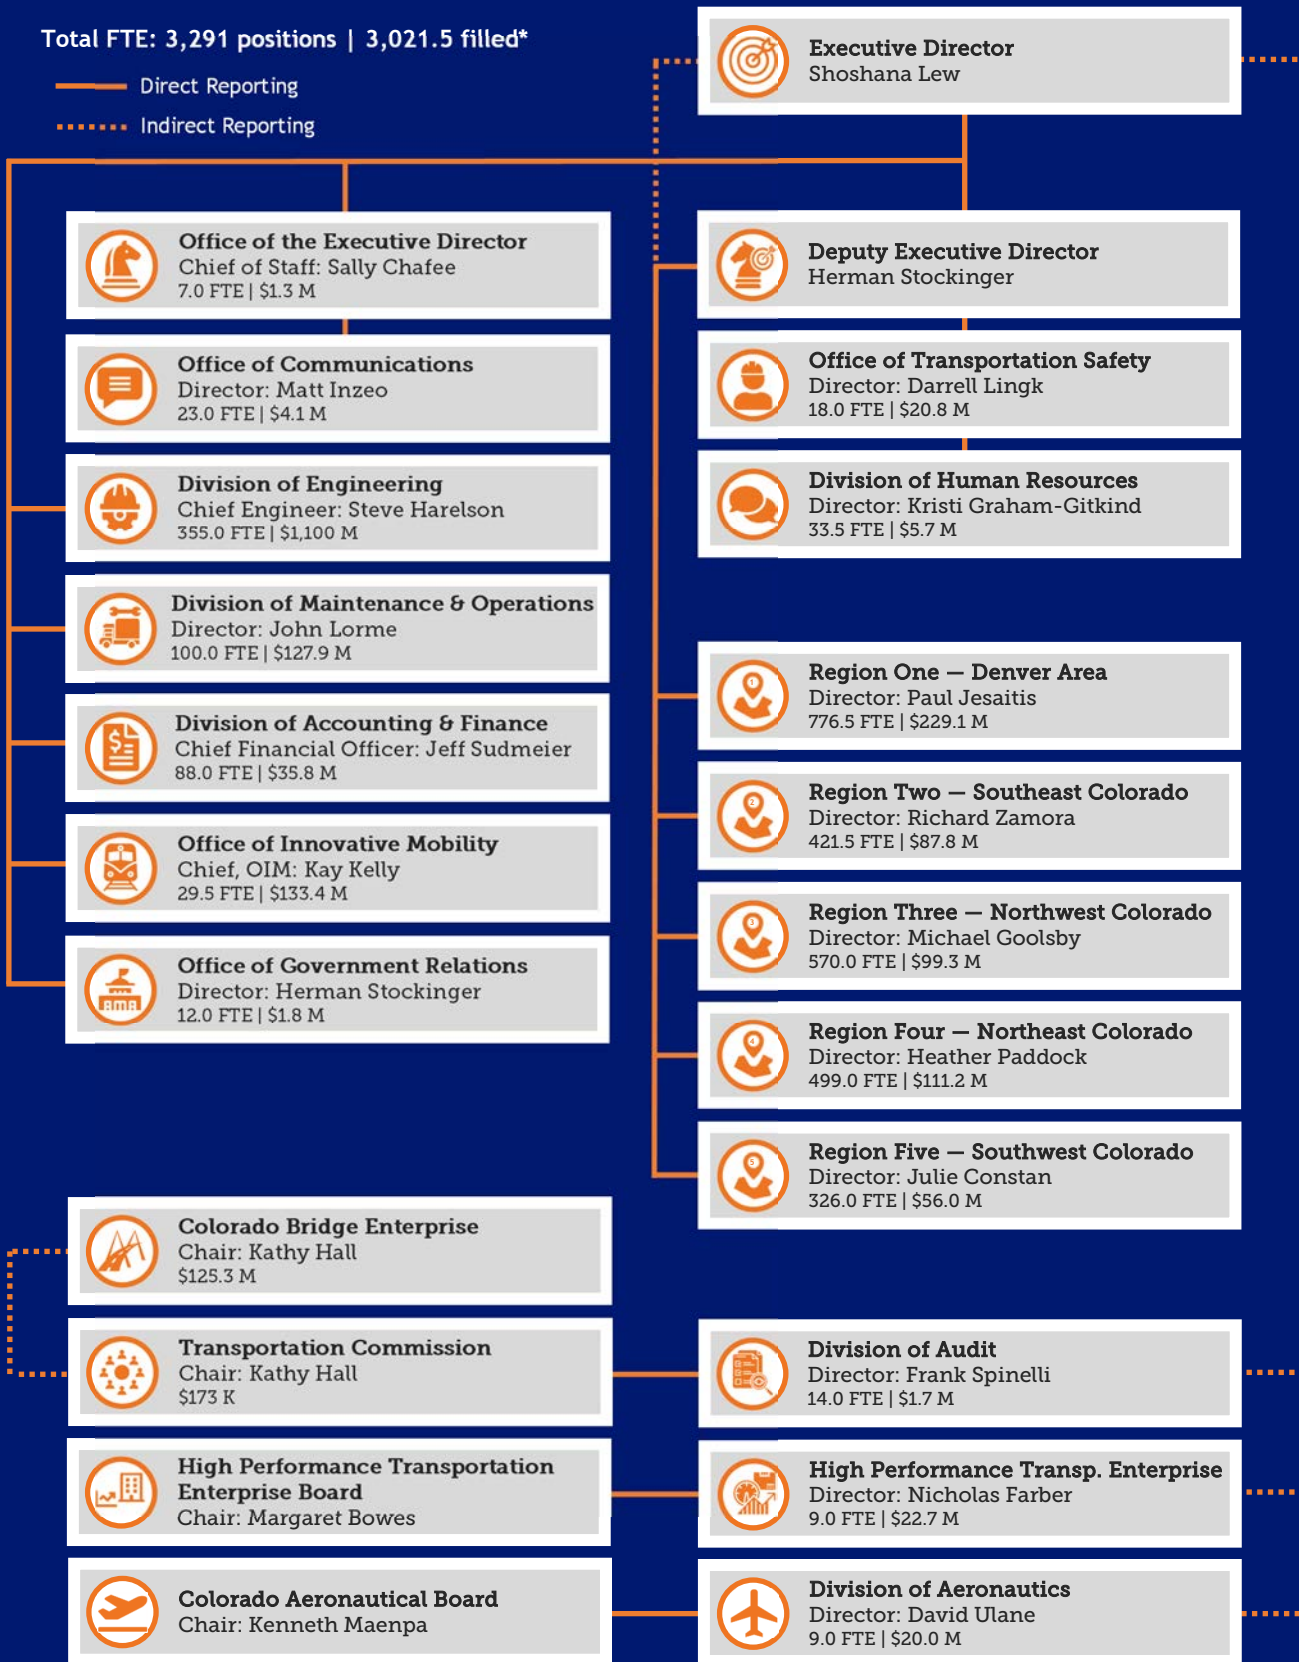 Total FTE: 3,291 positions | 3,021.5 filled*
Direct Reporting
Indirect Reporting
Executive Director
Shoshana Lew
Office of the Executive Director
Chief of Staff: Sally Chafee
7.0 FTE | $1.3 M
Office of Communications
Director: Matt Inzeo
23.0 FTE | $4.1 M
Division of Engineering
Chief Engineer: Steve Harelson
355.0 FTE | $1,100 M
Division of Maintenance & Operations
Director: John Lorme
100.0 FTE | $127.9 M
Division of Accounting & Finance
Chief Financial Officer: Jeff Sudmeier
88.0 FTE | $35.8 M
Office of Innovative Mobility
Chief, OIM: Kay Kelly
29.5 FTE | $133.4 M
Office of Government Relations
Director: Herman Stockinger
12.0 FTE | $1.8 M
Deputy Executive Director
Herman Stockinger
Office of Transportation Safety
Director: Darrell Lingk
18.0 FTE | $20.8 M
Division of Human Resources
Director: Kristi Graham-Gitkind
33.5 FTE | $5.7 M
1
Region One — Denver Area
Director: Paul Jesaitis
776.5 FTE | $229.1 M
2
Region Two — Southeast Colorado
Director: Richard Zamora
421.5 FTE | $87.8 M
3
Region Three — Northwest Colorado
Director: Michael Goolsby
570.0 FTE | $99.3 M
4
Region Four — Northeast Colorado
Director: Heather Paddock
499.0 FTE | $111.2 M
5
Region Five — Southwest Colorado
Director: Julie Constan
326.0 FTE | $56.0 M
Colorado Bridge Enterprise
Chair: Kathy Hall
$125.3 M
Transportation Commission
Chair: Kathy Hall
$173 K
High Performance Transportation
Enterprise Board
Chair: Margaret Bowes
Colorado Aeronautical Board
Chair: Kenneth Maenpa
Division of Audit
Director: Frank Spinelli
14.0 FTE | $1.7 M
High Performance Transp. Enterprise
Director: Nicholas Farber
9.0 FTE | $22.7 M
Division of Aeronautics
Director: David Ulane
9.0 FTE | $20.0 M